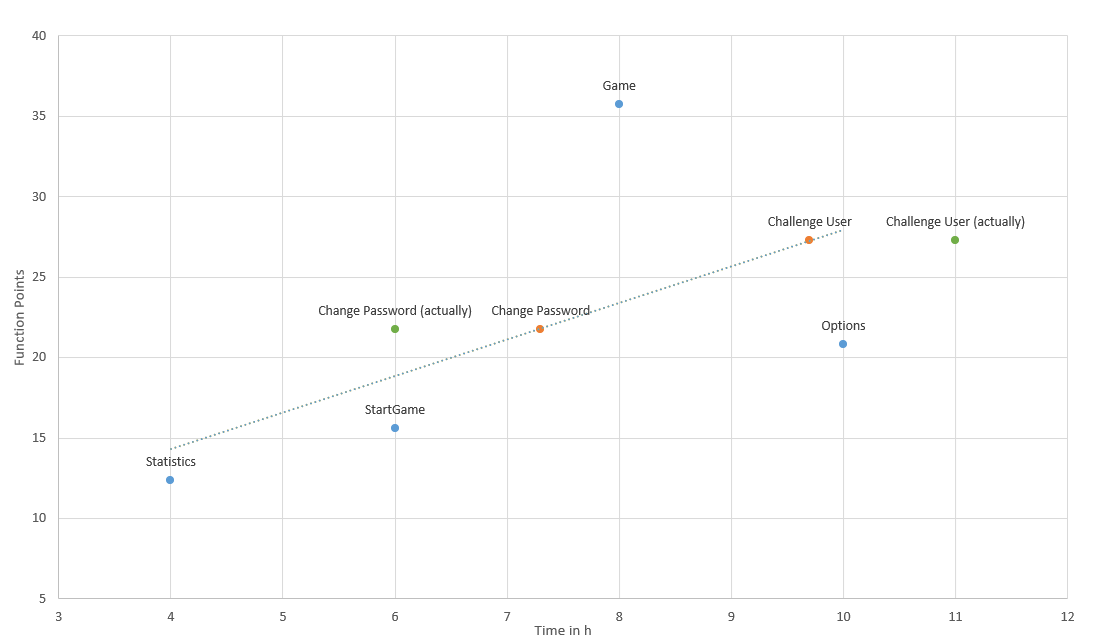 40
Game
35
30
Challenge User
Challenge User (actually)
25
Function Points
Change Password (actually)
Change Password
Options
20
StartGame
15
Statistics
10
5
3 4 5 6 7 8 9 10 11 12
Time in h